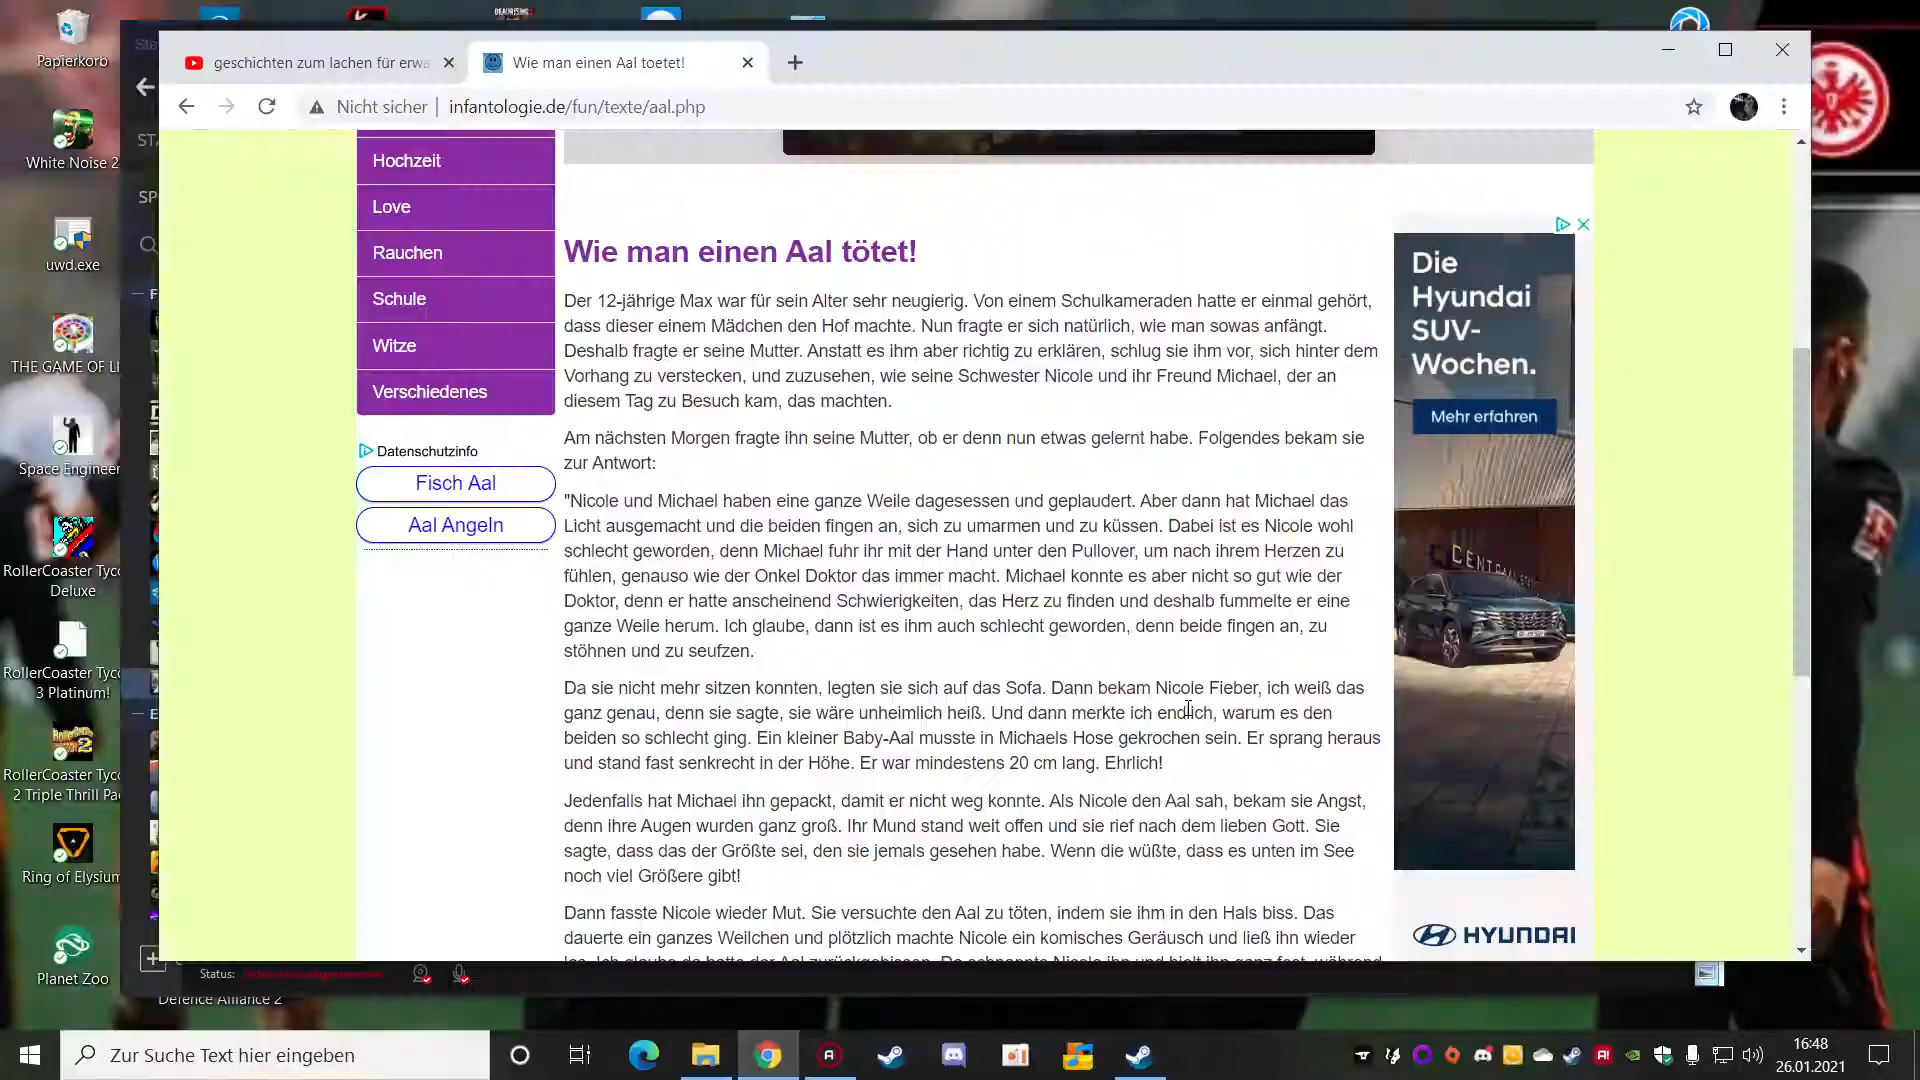 Papierkorb
White Noise 2
uwd.exe
THE GAME OF LI
Space Engineer
RollerCoaster Tyco
Deluxe
RollerCoaster Tyco
3 Platinum!
RollerCoaster Tyco
2 Triple Thrill Pac
Ring of Elysium
Planet Zoo
Defence Alliance 2
geschichten zum lachen für erwa
Wie man einen Aal toetet!
Nicht sicher
infantologie.de/fun/texte/aal.php
Hochzeit
Love
Rauchen
Schule
Witze
Verschiedenes
Datenschutzinfo
Fisch Aal
Aal Angeln
Wie man einen Aal tötet!
Der 12-jährige Max war für sein Alter sehr neugierig. Von einem Schulkameraden hatte er einmal gehört,
dass dieser einem Mädchen den Hof machte. Nun fragte er sich natürlich, wie man sowas anfängt.
Deshalb fragte er seine Mutter. Anstatt es ihm aber richtig zu erklären, schlug sie ihm vor, sich hinter dem
Vorhang zu verstecken, und zuzusehen, wie seine Schwester Nicole und ihr Freund Michael, der an
diesem Tag zu Besuch kam, das machten.
Am nächsten Morgen fragte ihn seine Mutter, ob er denn nun etwas gelernt habe. Folgendes bekam sie
zur Antwort:
"Nicole und Michael haben eine ganze Weile dagesessen und geplaudert. Aber dann hat Michael das
Licht ausgemacht und die beiden fingen an, sich zu umarmen und zu küssen. Dabei ist es Nicole wohl
schlecht geworden, denn Michael fuhr ihr mit der Hand unter den Pullover, um nach ihrem Herzen zu
fühlen, genauso wie der Onkel Doktor das immer macht. Michael konnte es aber nicht so gut wie der
Doktor, denn er hatte anscheinend Schwierigkeiten, das Herz zu finden und deshalb fummelte er eine
ganze Weile herum. Ich glaube, dann ist es ihm auch schlecht geworden, denn beide fingen an, zu
stöhnen und zu seufzen.
Da sie nicht mehr sitzen konnten, legten sie sich auf das Sofa. Dann bekam Nicole Fieber, ich weiß das
ganz genau, denn sie sagte, sie wäre unheimlich heiß. Und dann merkte ich endlich, warum es den
beiden so schlecht ging. Ein kleiner Baby-Aal musste in Michaels Hose gekrochen sein. Er sprang heraus
und stand fast senkrecht in der Höhe. Er war mindestens 20 cm lang. Ehrlich!
Jedenfalls hat Michael ihn gepackt, damit er nicht weg konnte. Als Nicole den Aal sah, bekam sie Angst,
denn ihre Augen wurden ganz groß. Ihr Mund stand weit offen und sie rief nach dem lieben Gott. Sie
sagte, dass das der Größte sei, den sie jemals gesehen habe. Wenn die wüßte, dass es unten im See
noch viel Größere gibt!
Dann fasste Nicole wieder Mut. Sie versuchte den Aal zu töten, indem sie ihm in den Hals biss. Das
dauerte ein ganzes Weilchen und plötzlich machte Nicole ein komisches Geräusch und ließ ihn wieder
Die
Hyundai
SUV-
Wochen.
Mehr erfahren
HYUNDAI
Status:
Zur Suche Text hier eingeben
16:48
26.01.2021